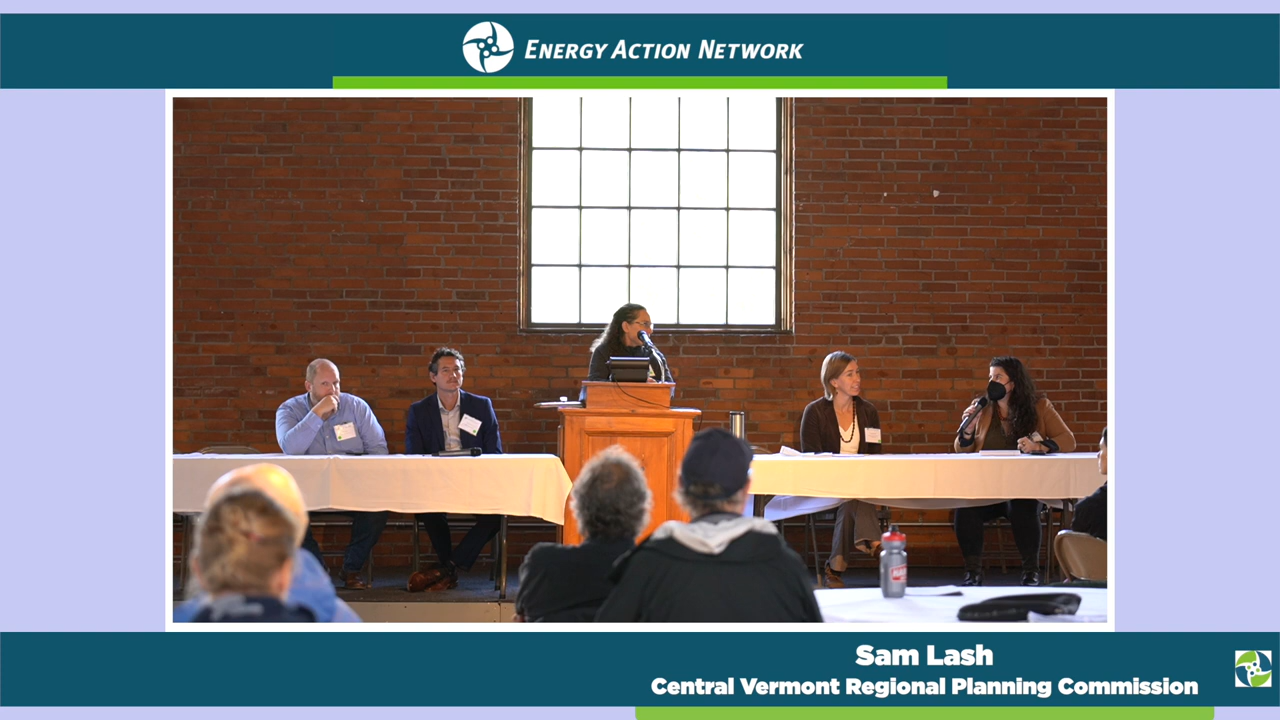 ENERGY ACTION NETWORK
Sam Lash
Central Vermont Regional Planning Commission